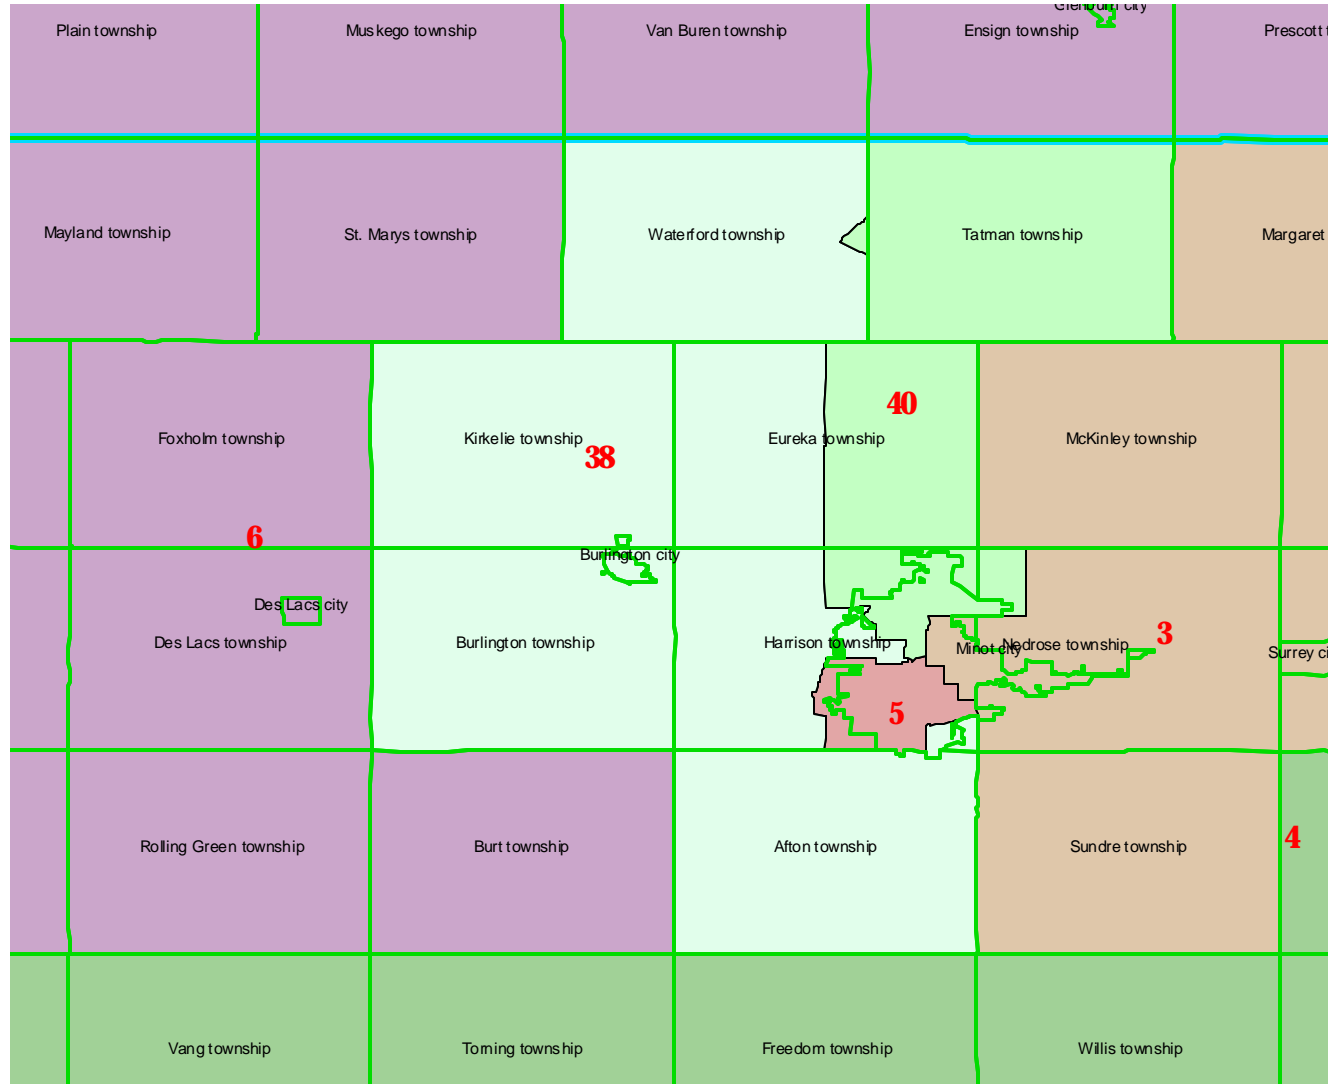 Glenburn city
Plain township
Muskego township
Van Buren township
Ensign township
Prescott t
Mayland township
St. Marys township
Waterford township
Tatman township
Margaret
40
Foxholm township
Kirkelie township
Eureka township
McKinley township
38
6
Burlington city
Des Lacs city
Des Lacs township
Burlington township
Harrison township
Minot city
Nedrose township
3
Surrey ci
5
Rolling Green township
Burt township
Afton township
Sundre township
4
Vang township
Torning township
Freedom township
Willis township